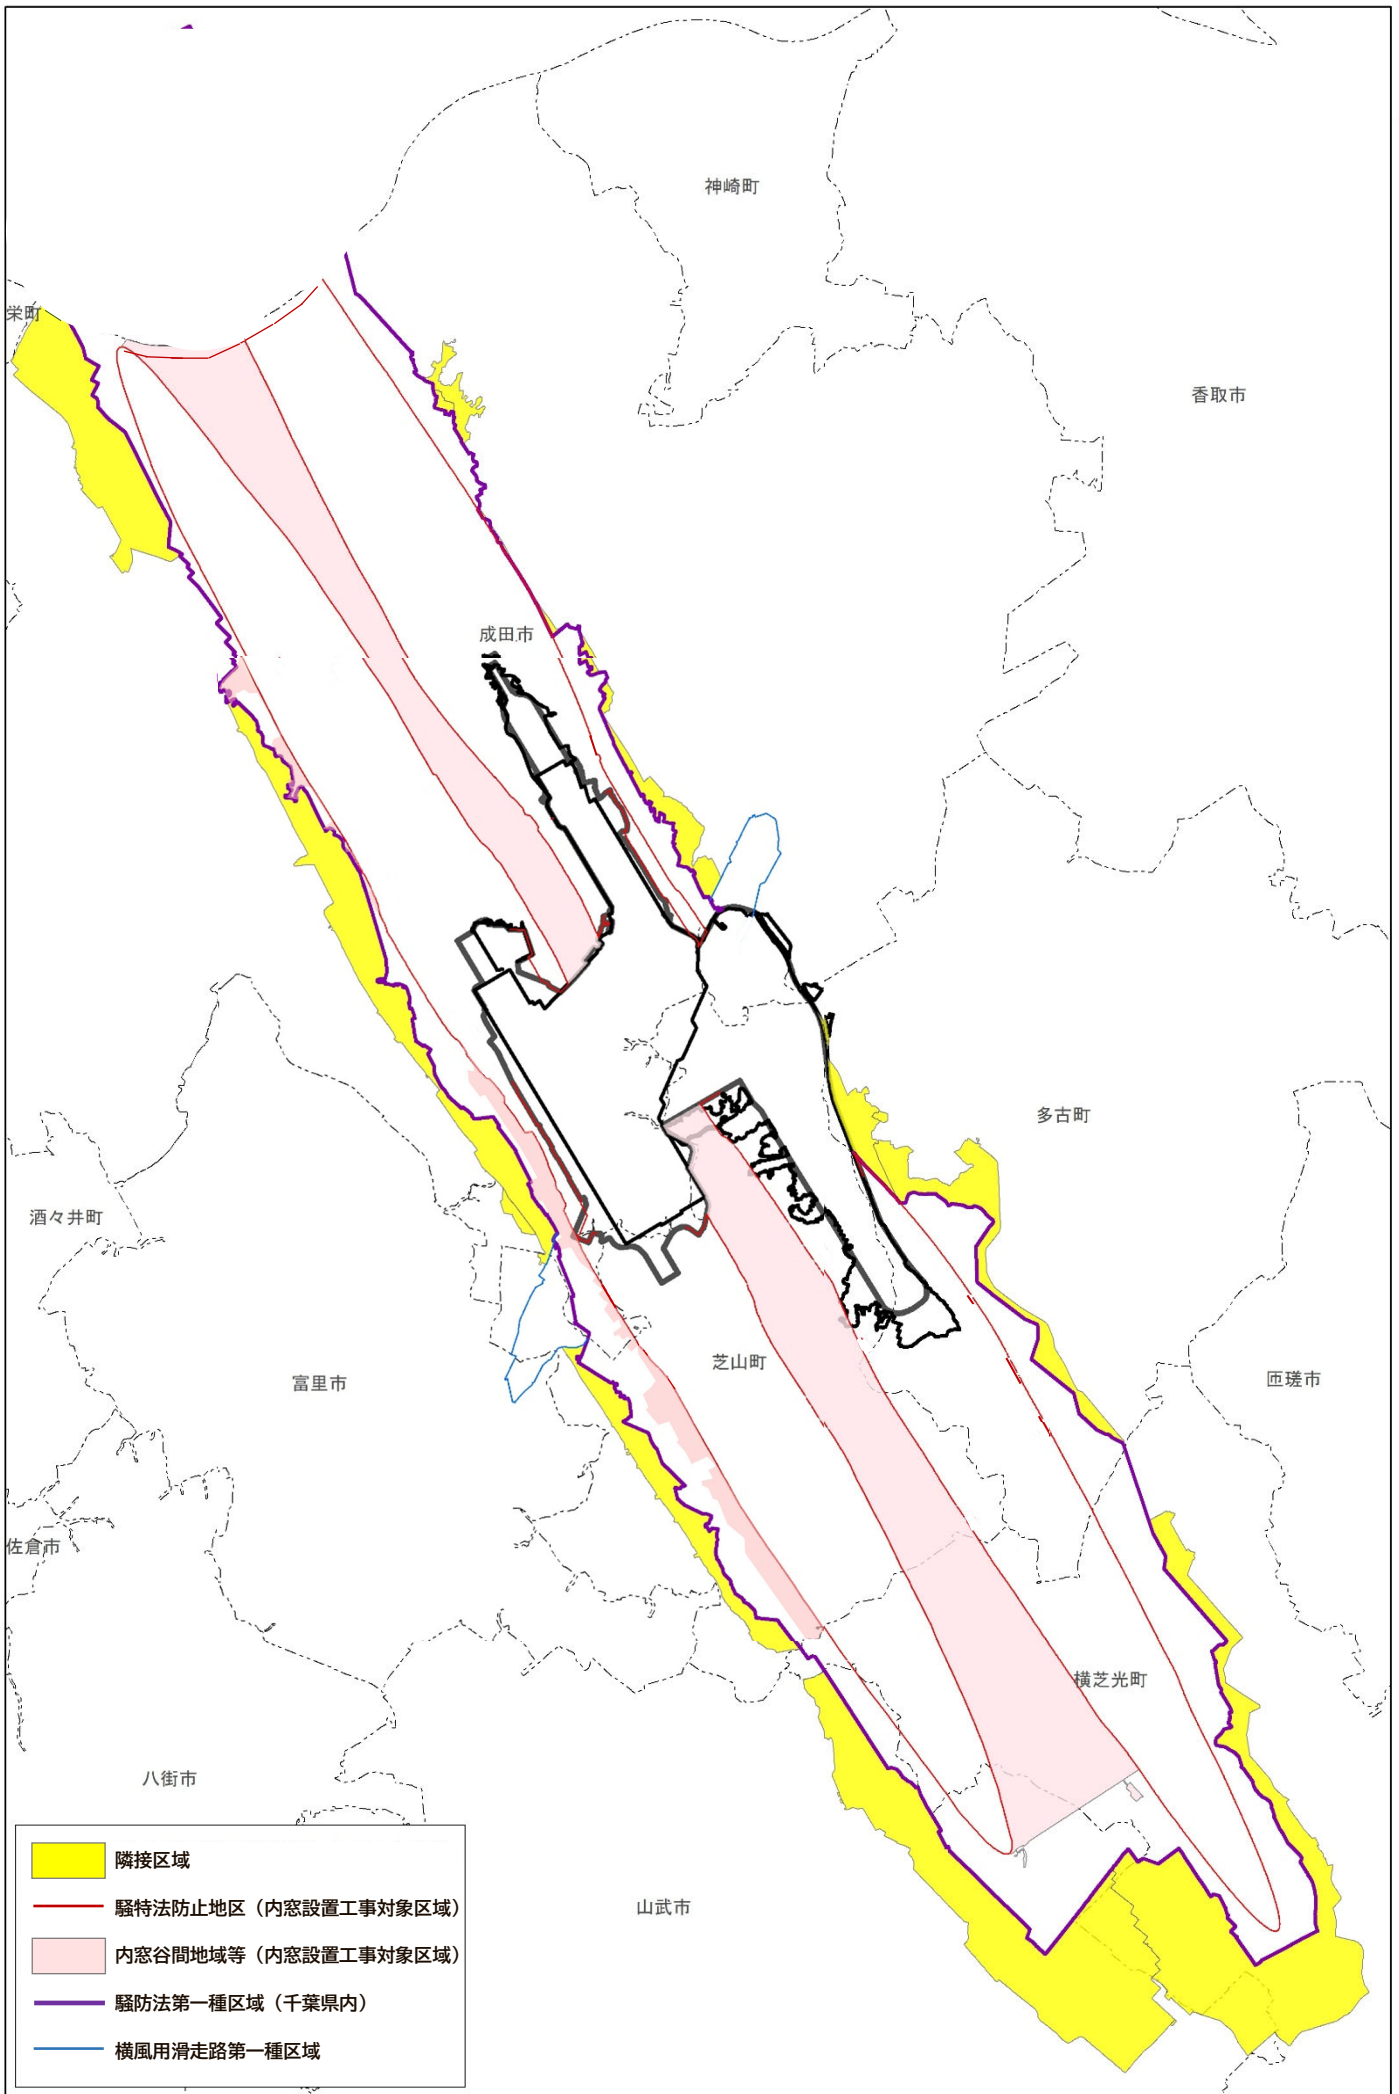 神崎町
栄町
香取市
成田市
多古町
酒々井町
芝山町
富里市
匝瑳市
佐倉市
横芝光町
八街市
山武市
隣接区域
騒特法防止地区（内窓設置工事対象区域）
内窓谷間地域等（内窓設置工事対象区域）
騒防法第一種区域（千葉県内）
横風用滑走路第一種区域